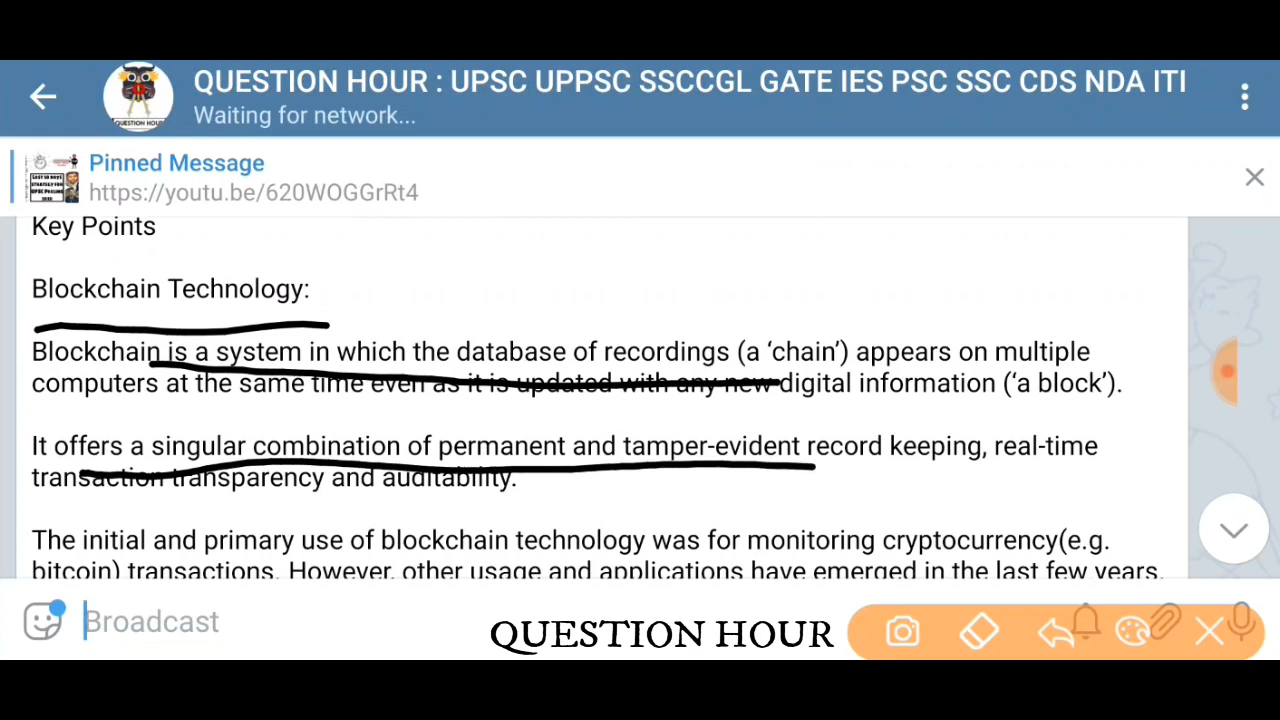 QUESTION HOUR : UPSC UPPSC SSCCGL GATE IES PSC SSC CDS NDA ITI
Waiting for network...
QUESTION HOUR
Pinned Message
https://youtu.be/620WOGGrRt4
Key Points
Blockchain Technology:
Blockchain is a system in which the database of recordings (a ‘chain’) appears on multiple
computers at the same time even as it is updated with any new digital information (‘a block’).
It offers a singular combination of permanent and tamper-evident record keeping, real-time
transaction transparency and auditability.
The initial and primary use of blockchain technology was for monitoring cryptocurrency(e.g.
bitcoin) transactions. However, other usage and applications have emerged in the last few years.
Broadcast
QUESTION HOUR